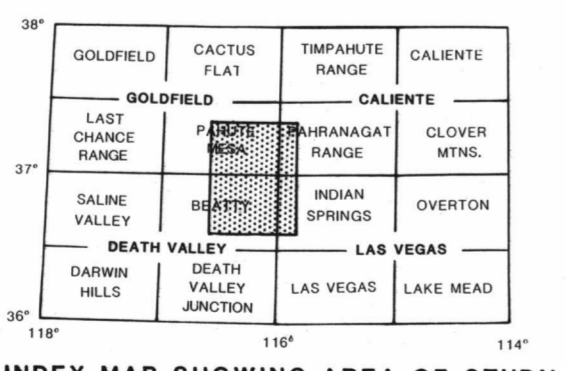 38°
GOLDFIELD
CACTUS
FLAT
TIMPAHUTE
RANGE
CALIENTE
GOLDFIELD
CALIENTE
LAST
CHANCE
RANGE
PAHUTE
MESA
PAHRANAGAT
RANGE
CLOVER
MTNS.
37°
SALINE
VALLEY
BEATTY
INDIAN
SPRINGS
OVERTON
DEATH VALLEY
LAS VEGAS
DARWIN
HILLS
DEATH
VALLEY
JUNCTION
LAS VEGAS
LAKE MEAD
36°
118°
116°
114°
INDEX MAP SHOWING AREA OF STUDY